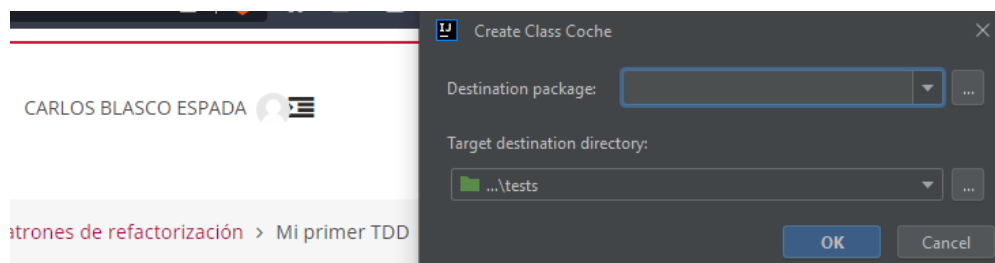 IJ Create Class Coche
Destination package:
...
CARLOS BLASCO ESPADA
Target destination directory:
...\tests
...
atrones de refactorización > Mi primer TDD
OK
Cancel